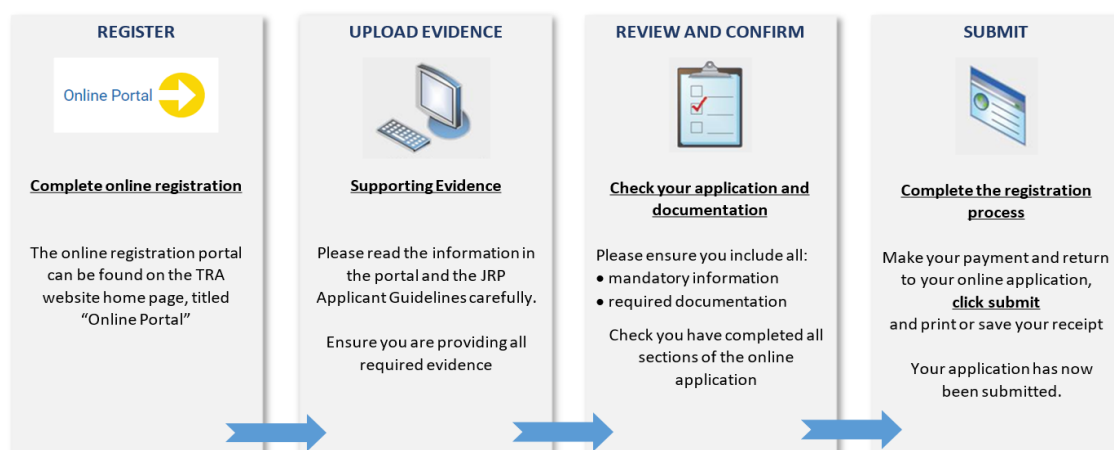 REGISTER
Online Portal
Complete online registration
The online registration portal
can be found on the TRA
website home page, titled
“Online Portal”
UPLOAD EVIDENCE
Supporting Evidence
Please read the information in
the portal and the JRP
Applicant Guidelines carefully.
Ensure you are providing all
required evidence
REVIEW AND CONFIRM
Check your application and
documentation
Please ensure you include all:
• mandatory information
• required documentation
Check you have completed all
sections of the online
application
SUBMIT
Complete the registration
process
Make your payment and return
to your online application,
click submit
and print or save your receipt
Your application has now
been submitted.